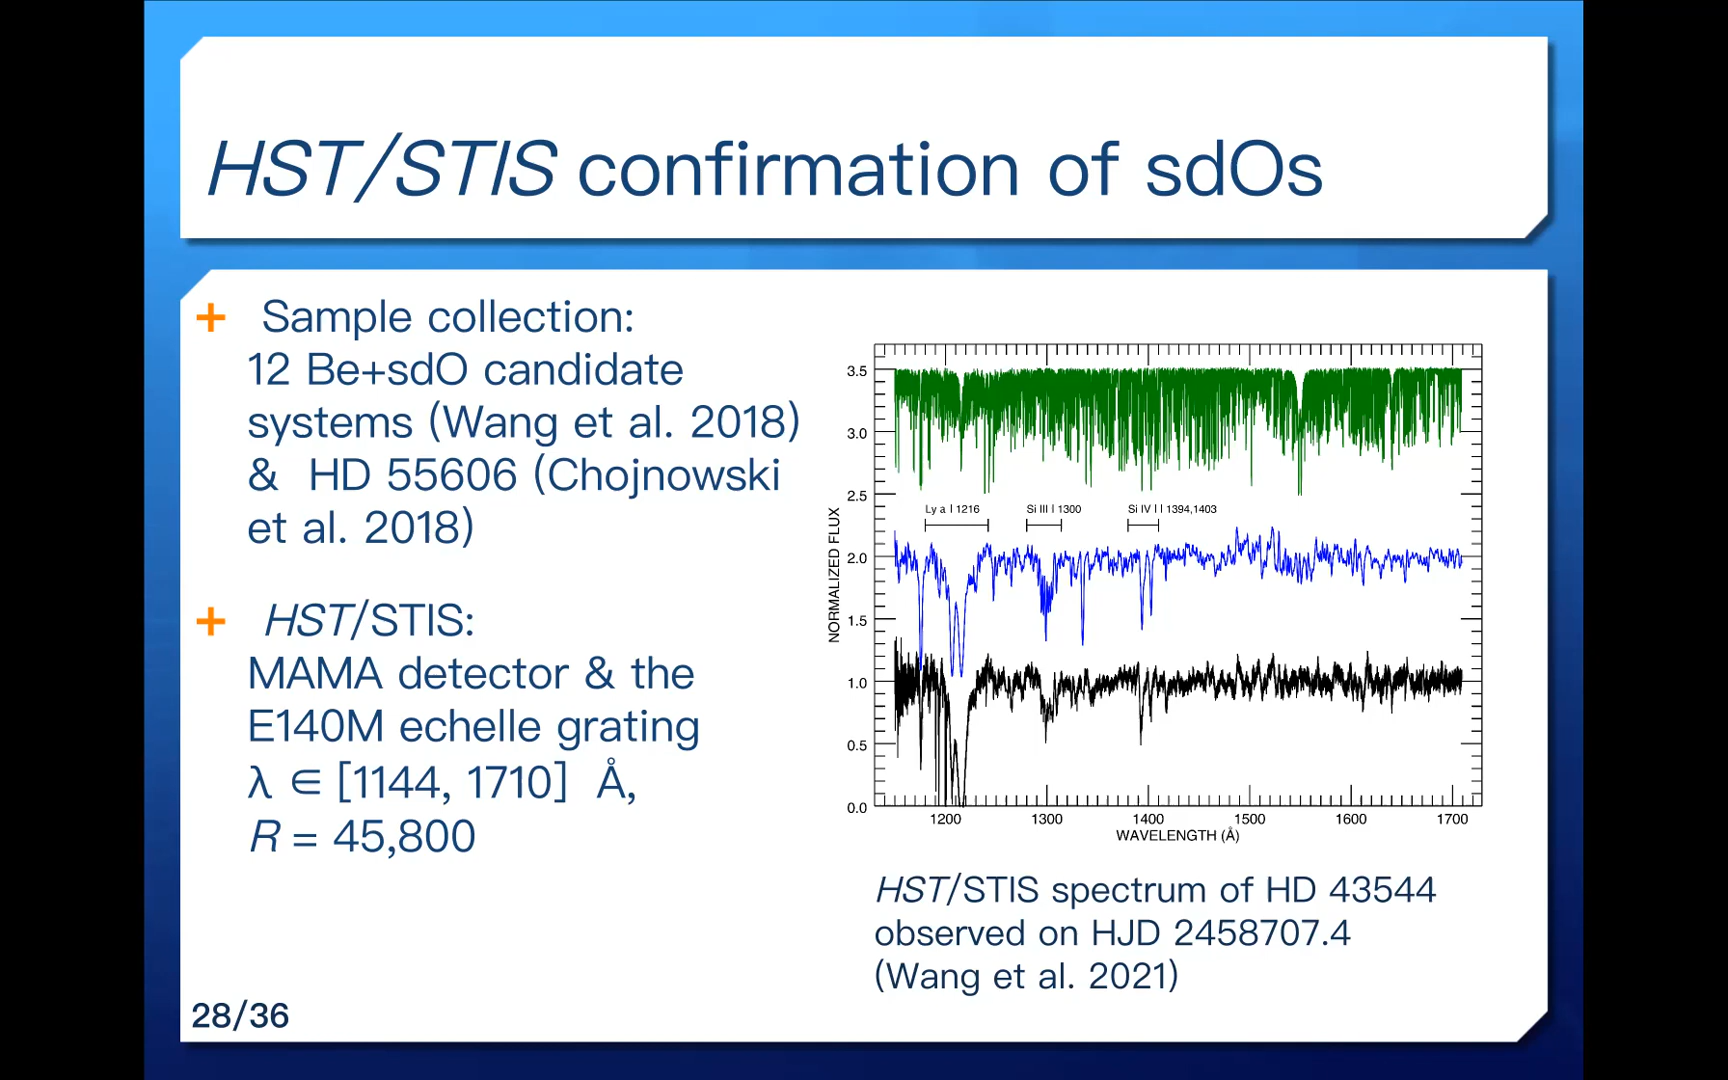 HST/STIS confirmation of sdOs
+ Sample collection:
12 Be+sdO candidate
systems (Wang et al. 2018)
& HD 55606 (Chojnowski
et al. 2018)
+ HST/STIS:
MAMA detector & the
E140M echelle grating
λ ∈ [1144, 1710] Å,
R = 45,800
3.5
3.0
2.5
2.0
1.5
1.0
0.5
0.0
NORMALIZED FLUX
Ly a | 1216
Si III | 1300
Si IV | | 1394,1403
1200 1300 1400 1500 1600 1700
WAVELENGTH (Å)
HST/STIS spectrum of HD 43544
observed on HJD 2458707.4
(Wang et al. 2021)
28/36